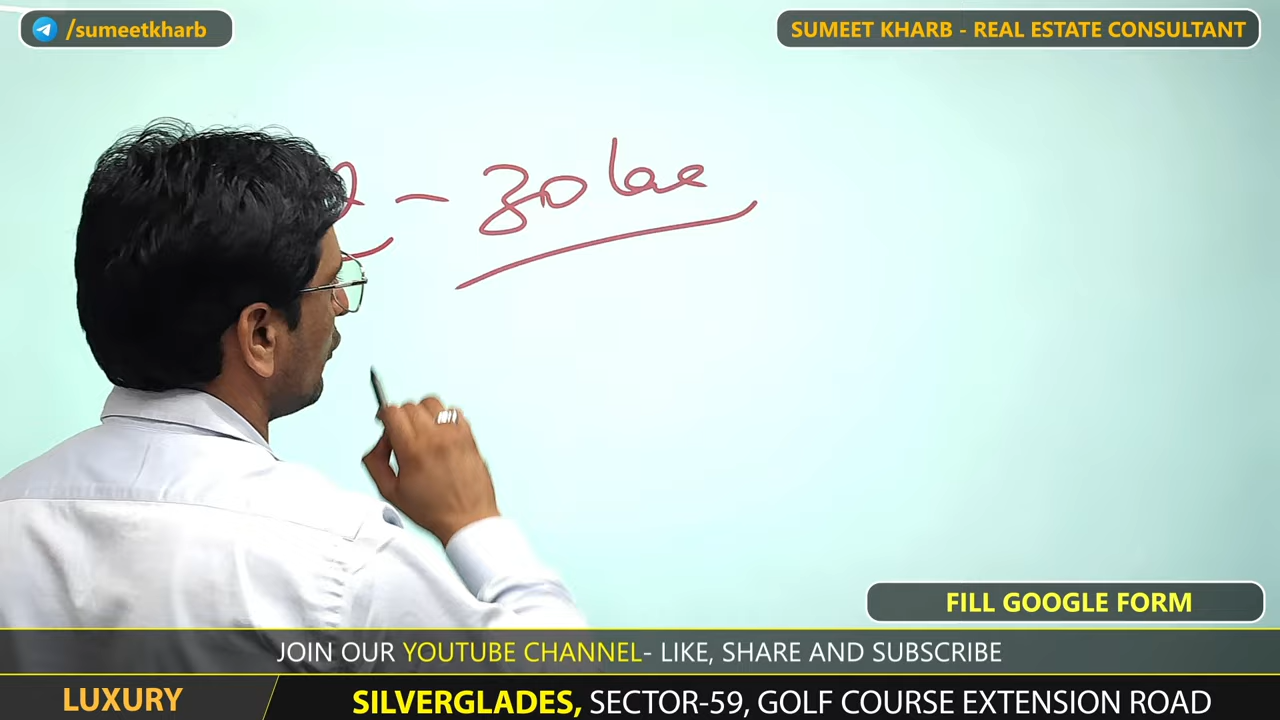 /sumeetkharb
SUMEET KHARB - REAL ESTATE CONSULTANT
- 30 lac
FILL GOOGLE FORM
JOIN OUR YOUTUBE CHANNEL- LIKE, SHARE AND SUBSCRIBE
LUXURY
SILVERGLADES, SECTOR-59, GOLF COURSE EXTENSION ROAD